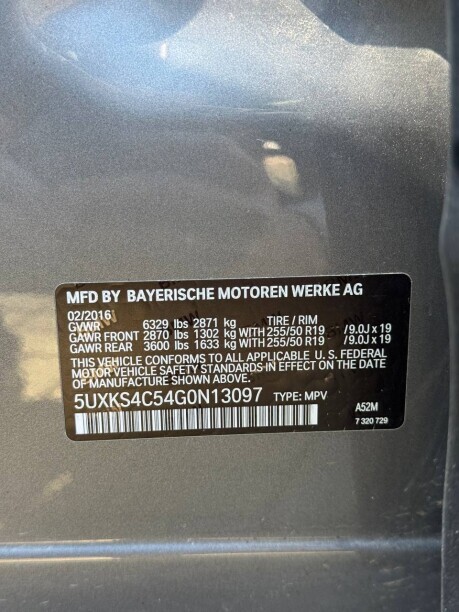 MFD BY BAYERISCHE MOTOREN WERKE AG
02/2016
GVWR 6329 lbs 2871 kg TIRE / RIM
GAWR FRONT 2870 lbs 1302 kg WITH 255/50 R19 /9.0J x 19
GAWR REAR 3600 lbs 1633 kg WITH 255/50 R19 /9.0J x 19
THIS VEHICLE CONFORMS TO ALL APPLICABLE U. S. FEDERAL
SAFETY STANDARDS IN EFFECT ON THE
DATE OF MANUFACTURE SHOWN ABOVE.
5UXKS4C54G0N13097 TYPE: MPV
A52M
7 320 729